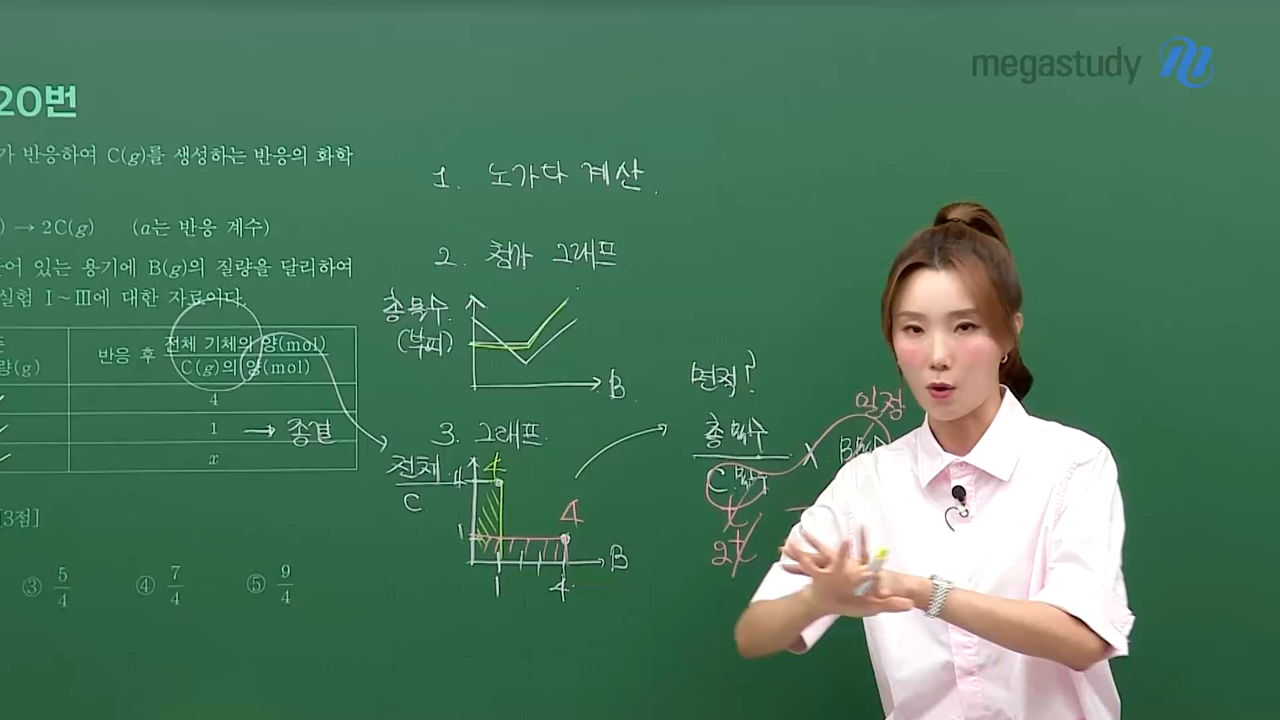 megastudy
20번
가 반응하여 C(g)를 생성하는 반응의 화학
) → 2C(g) (a는 반응 계수)
어 있는 용기에 B(g)의 질량을 달리하여
실험 Ⅰ~Ⅲ에 대한 자료이다.
량(g)
반응 후 전체 기체의 양(mol) / C(g)의 양(mol)
4
1 → 종결
x
[3점]
③ 5/4 ④ 7/4 ⑤ 9/4
1. 노가다 계산.
2. 첨가 그래프
총몰수
(부피)
B
3. 그래프.
전체
C
4
4
1
4
B
1
4
면적?
일정
총몰수
C 몰수
x
t
2t